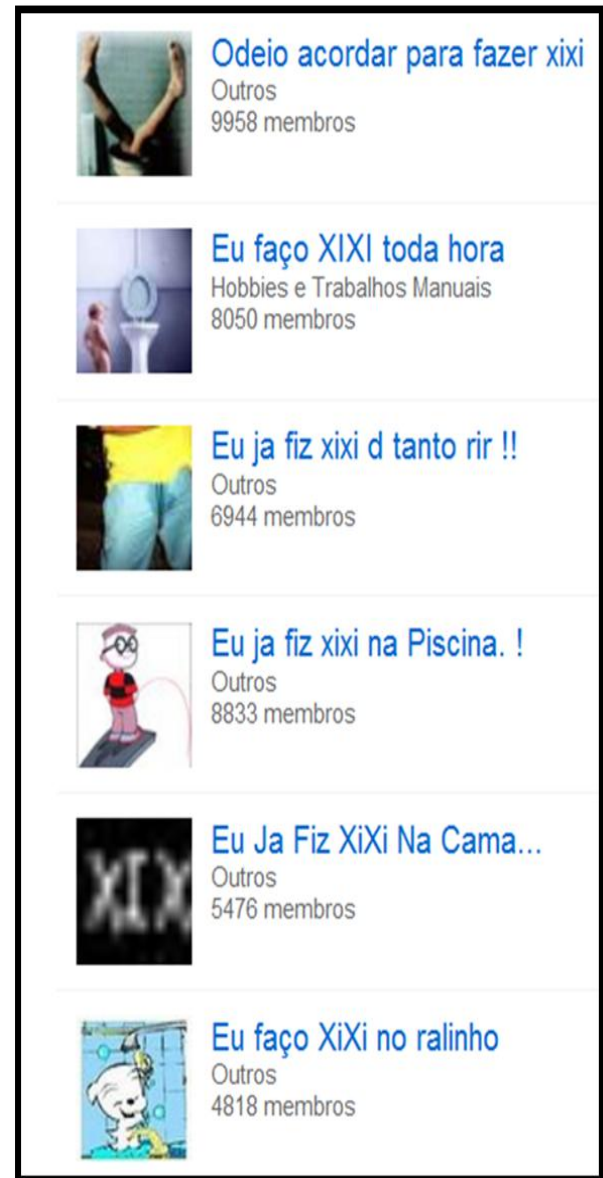 Odeio acordar para fazer xixi
Outros
9958 membros
Eu faço XIXI toda hora
Hobbies e Trabalhos Manuais
8050 membros
Eu ja fiz xixi d tanto rir !!
Outros
6944 membros
Eu ja fiz xixi na Piscina. !
Outros
8833 membros
XIX
Eu Ja Fiz XiXi Na Cama...
Outros
5476 membros
Eu faço XiXi no ralinho
Outros
4818 membros